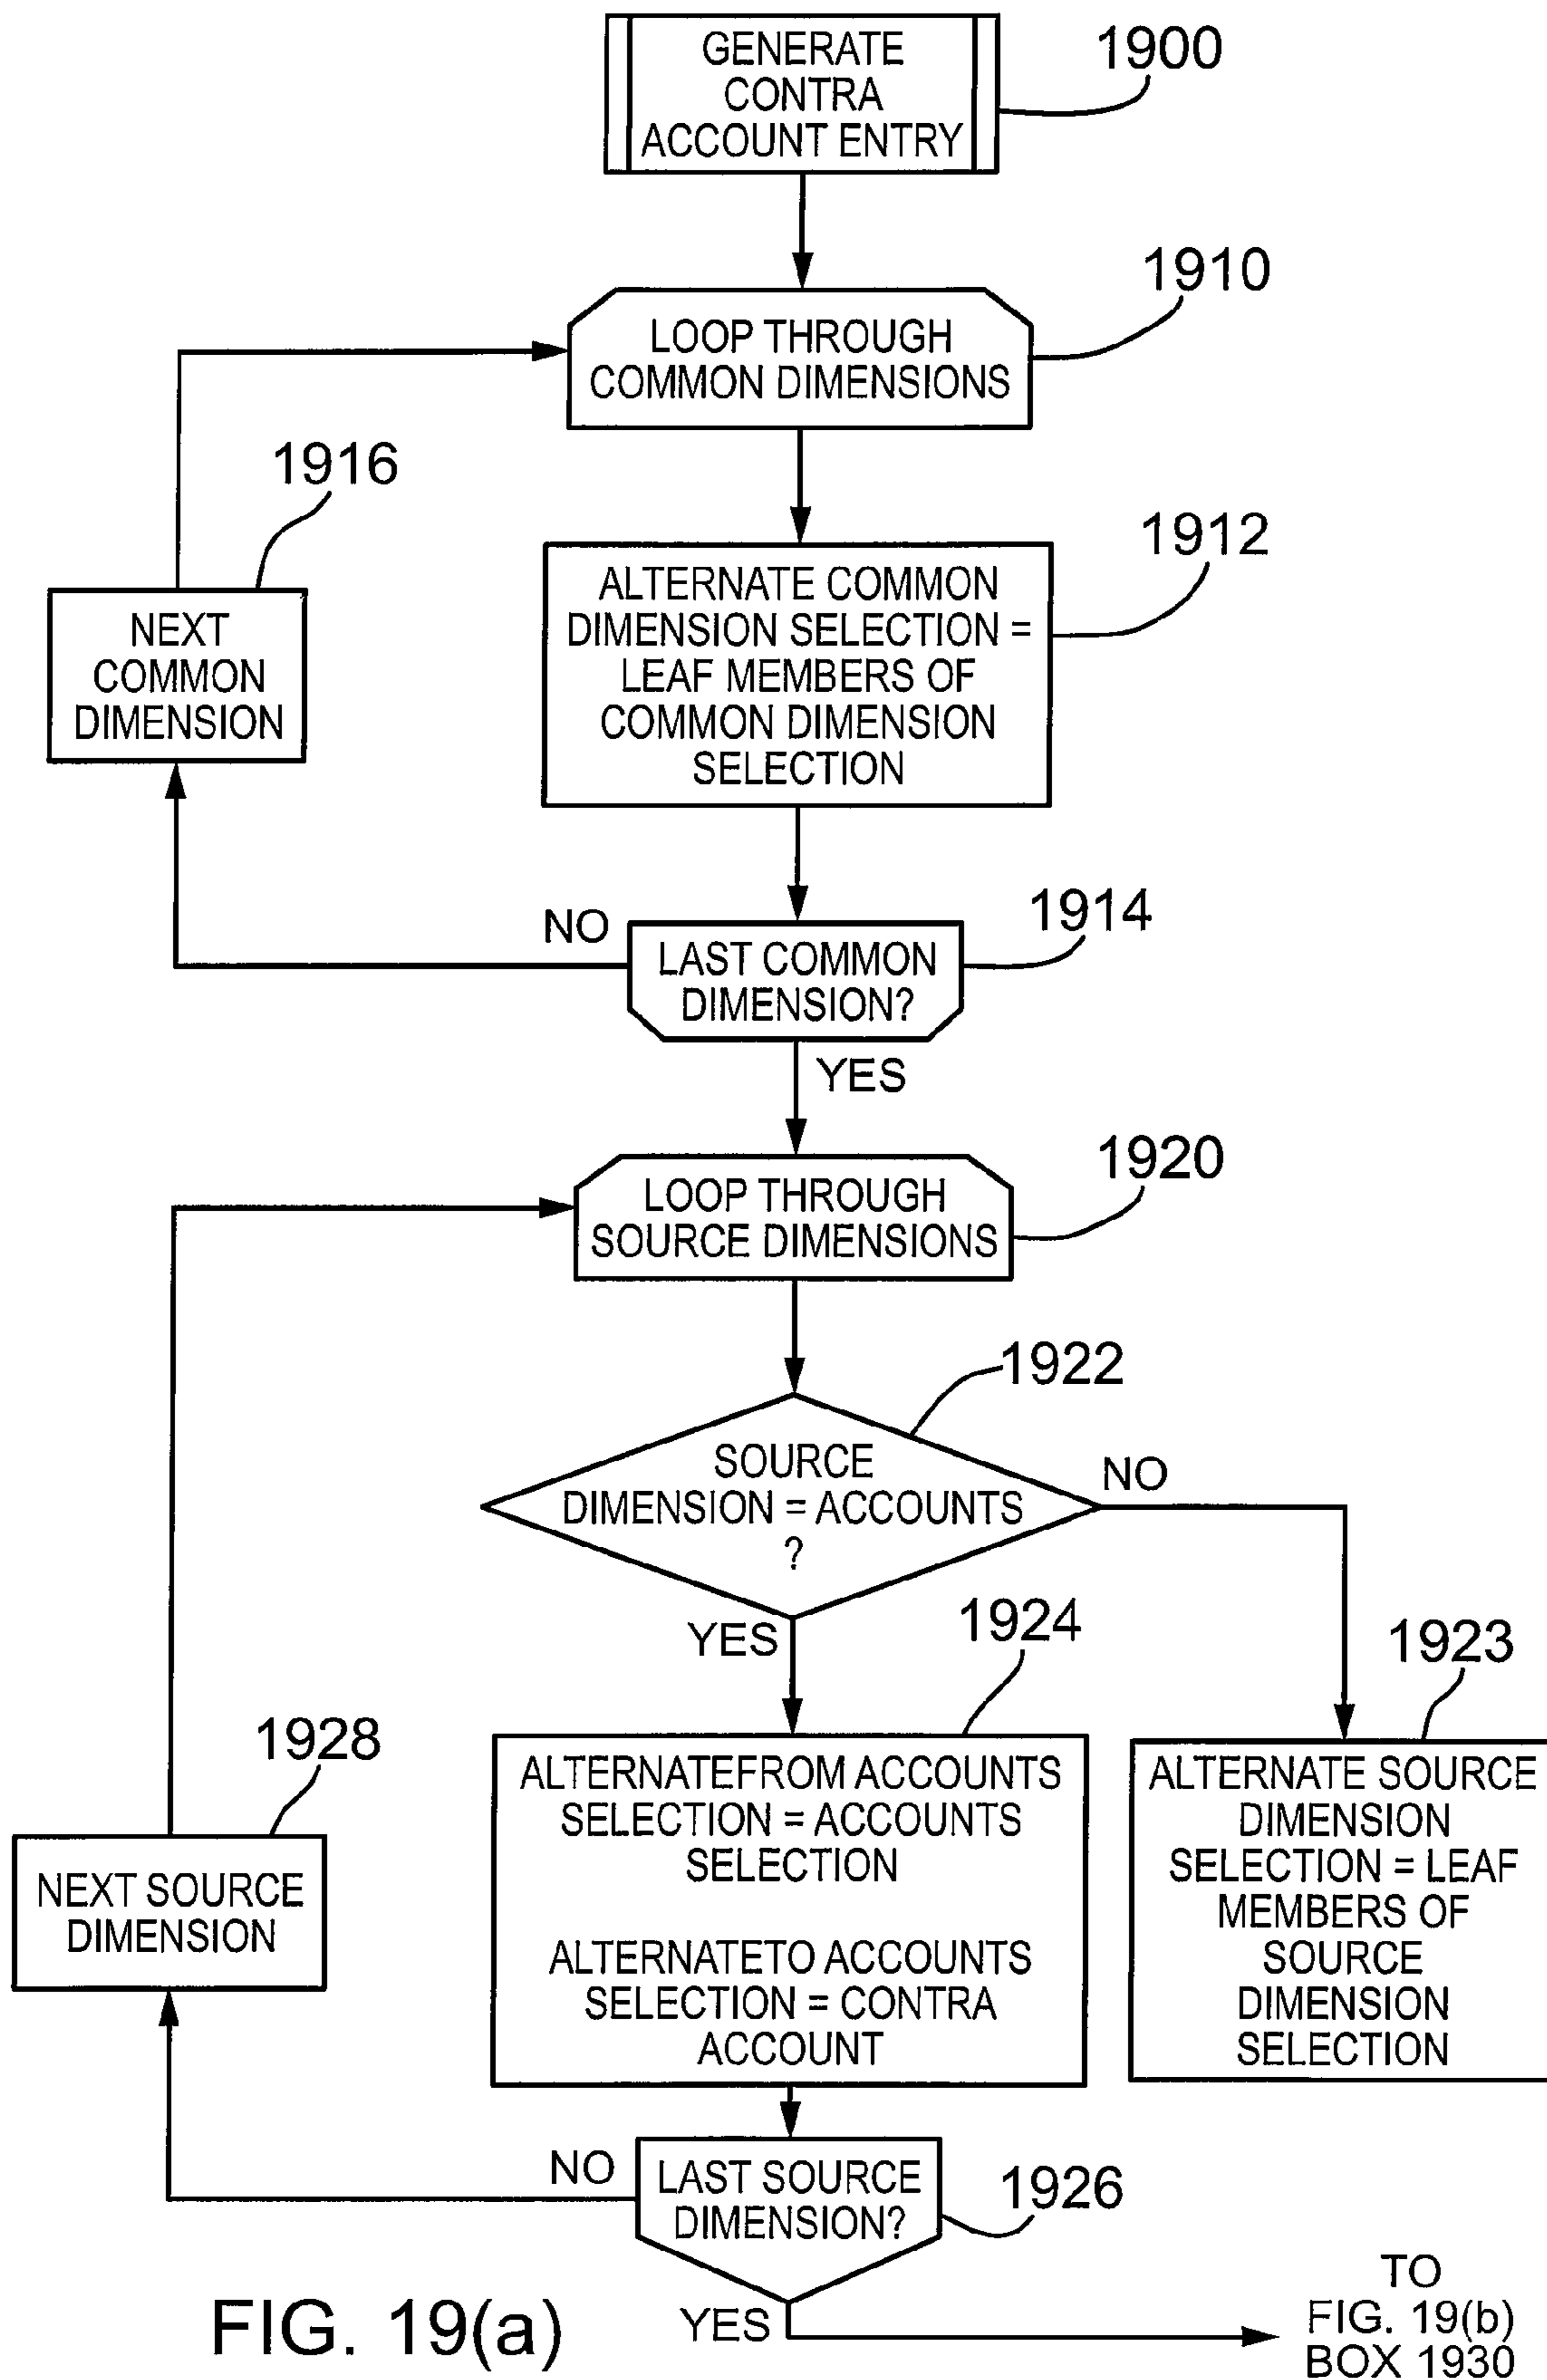 GENERATE
CONTRA
ACCOUNT ENTRY
1900
LOOP THROUGH
COMMON DIMENSIONS
1910
1916
NEXT
COMMON
DIMENSION
ALTERNATE COMMON
DIMENSION SELECTION =
LEAF MEMBERS OF
COMMON DIMENSION
SELECTION
1912
NO
LAST COMMON
DIMENSION?
1914
YES
LOOP THROUGH
SOURCE DIMENSIONS
1920
SOURCE
DIMENSION = ACCOUNTS
?
1922
NO
YES
1924
1923
ALTERNATEFROM ACCOUNTS
SELECTION = ACCOUNTS
SELECTION
ALTERNATETO ACCOUNTS
SELECTION = CONTRA
ACCOUNT
ALTERNATE SOURCE
DIMENSION
SELECTION = LEAF
MEMBERS OF
SOURCE
DIMENSION
SELECTION
1928
NEXT SOURCE
DIMENSION
NO
LAST SOURCE
DIMENSION?
1926
YES
TO
FIG. 19(b)
BOX 1930
FIG. 19(a)